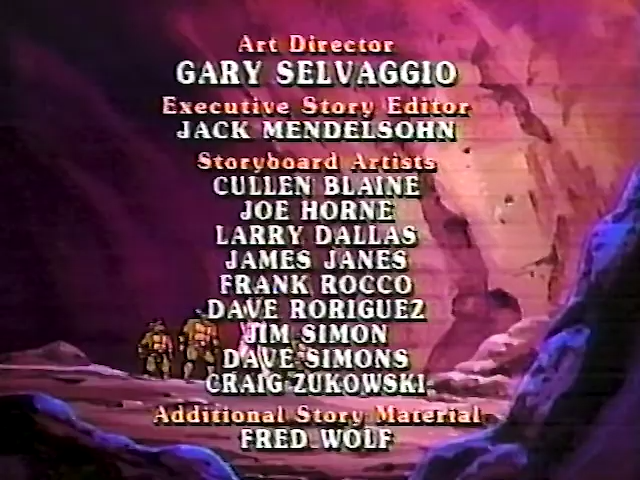 Art Director
GARY SELVAGGIO
Executive Story Editor
JACK MENDELSOHN
Storyboard Artists
CULLEN BLAINE
JOE HORNE
LARRY DALLAS
JAMES JANES
FRANK ROCCO
DAVE RORIGUEZ
JIM SIMON
DAVE SIMONS
CRAIG ZUKOWSKI
Additional Story Material
FRED WOLF